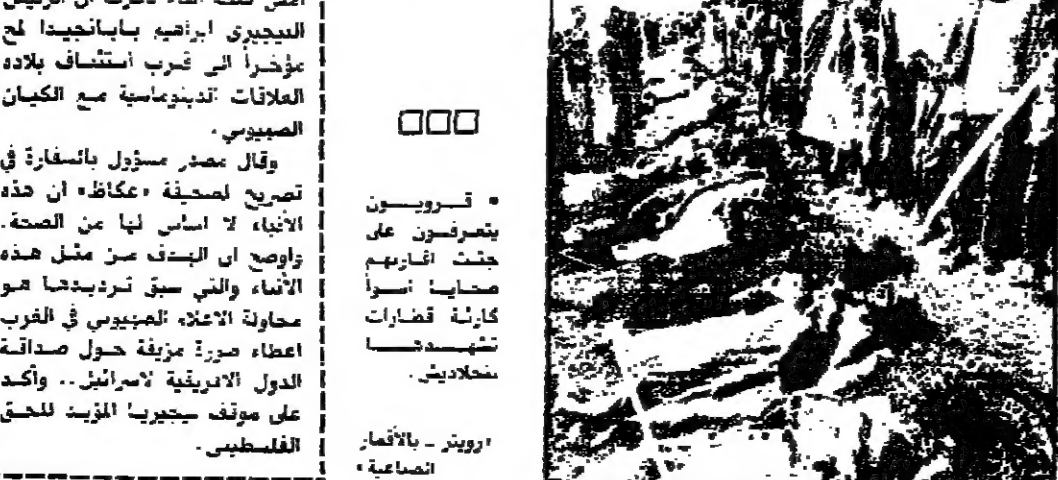 النيجيري ابراهيم بابانجيدا لمح
مؤخراً الى قرب استئناف بلاده
العلاقات الدبلوماسية مع الكيان
الصهيوني.
وقال مصدر مسؤول بالسفارة في
تصريح لصحيفة «عكاظ» ان هذه
الأنباء لا اساس لها من الصحة.
واوضح ان الهدف من مثل هذه
الأنباء والتي سبق ترديدها هو
محاولة الاعلام الصهيوني في الغرب
اعطاء صورة مزيفة حول صداقة
الدول الافريقية لاسرائيل.. وأكد
على موقف نيجيريا المؤيد للحق
الفلسطيني.
• قرويون
يتعرفون على
جثث اقاربهم
ضحايا اسوأ
كارثة قطارات
تشهدها
بنجلاديش.
«رويتر - بالأقمار
الصناعية»